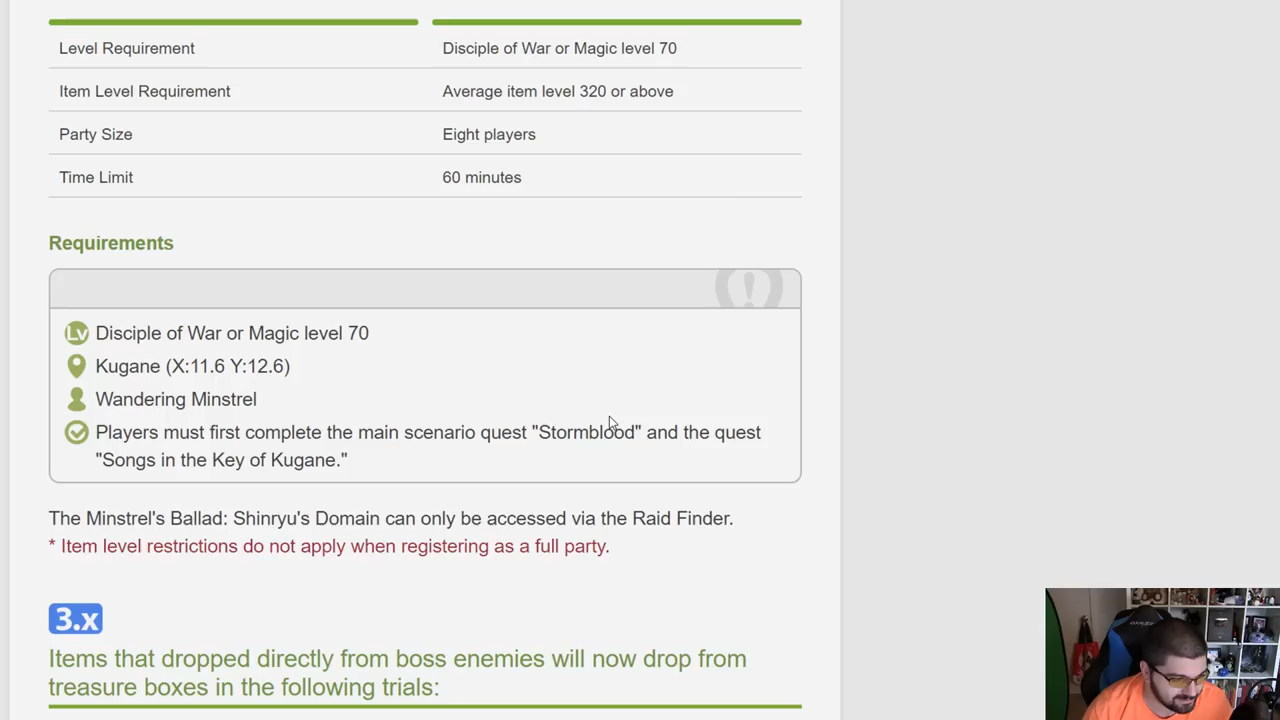 Level Requirement Disciple of War or Magic level 70
Item Level Requirement Average item level 320 or above
Party Size Eight players
Time Limit 60 minutes
Requirements
Lv Disciple of War or Magic level 70
Kugane (X:11.6 Y:12.6)
Wandering Minstrel
Players must first complete the main scenario quest "Stormblood" and the quest
"Songs in the Key of Kugane."
The Minstrel's Ballad: Shinryu's Domain can only be accessed via the Raid Finder.
* Item level restrictions do not apply when registering as a full party.
3.x
Items that dropped directly from boss enemies will now drop from
treasure boxes in the following trials: